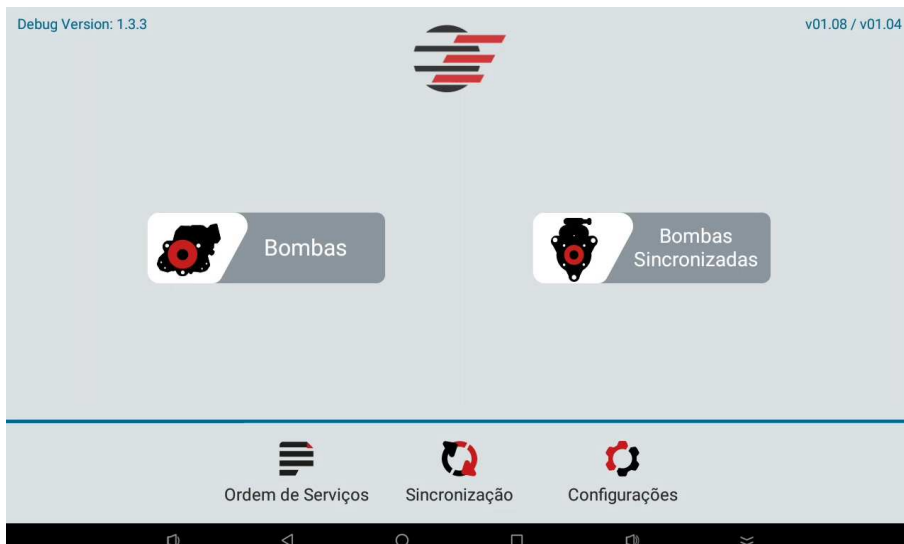 Debug Version: 1.3.3
v01.08 / v01.04
Bombas
Bombas
Sincronizadas
Ordem de Serviços
Sincronização
Configurações